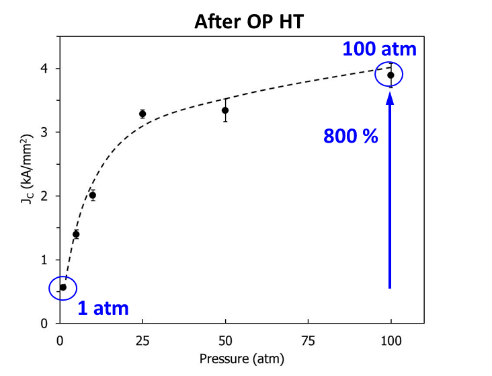 After OP HT
100 atm
800 %
1 atm
J_C (kA/mm²)
4
3
2
1
0
0 25 50 75 100
Pressure (atm)